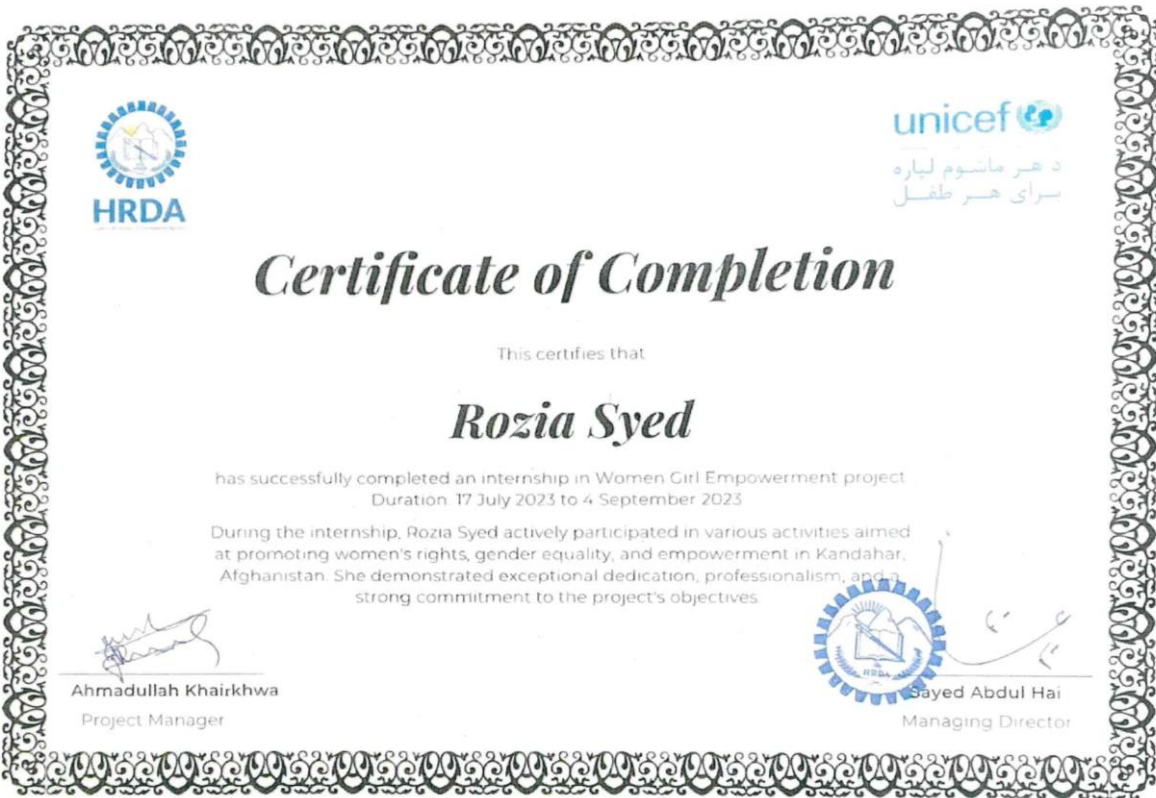 HRDA
unicef
د هر ماشوم لپاره
برای هر طفل
Certificate of Completion
This certifies that
Rozia Syed
has successfully completed an internship in Women Girl Empowerment project
Duration 17 July 2023 to 4 September 2023
During the internship, Rozia Syed actively participated in various activities aimed
at promoting women's rights, gender equality, and empowerment in Kandahar,
Afghanistan. She demonstrated exceptional dedication, professionalism, and a
strong commitment to the project's objectives
HRDA
Ahmadullah Khairkhwa
Project Manager
Sayed Abdul Hai
Managing Director